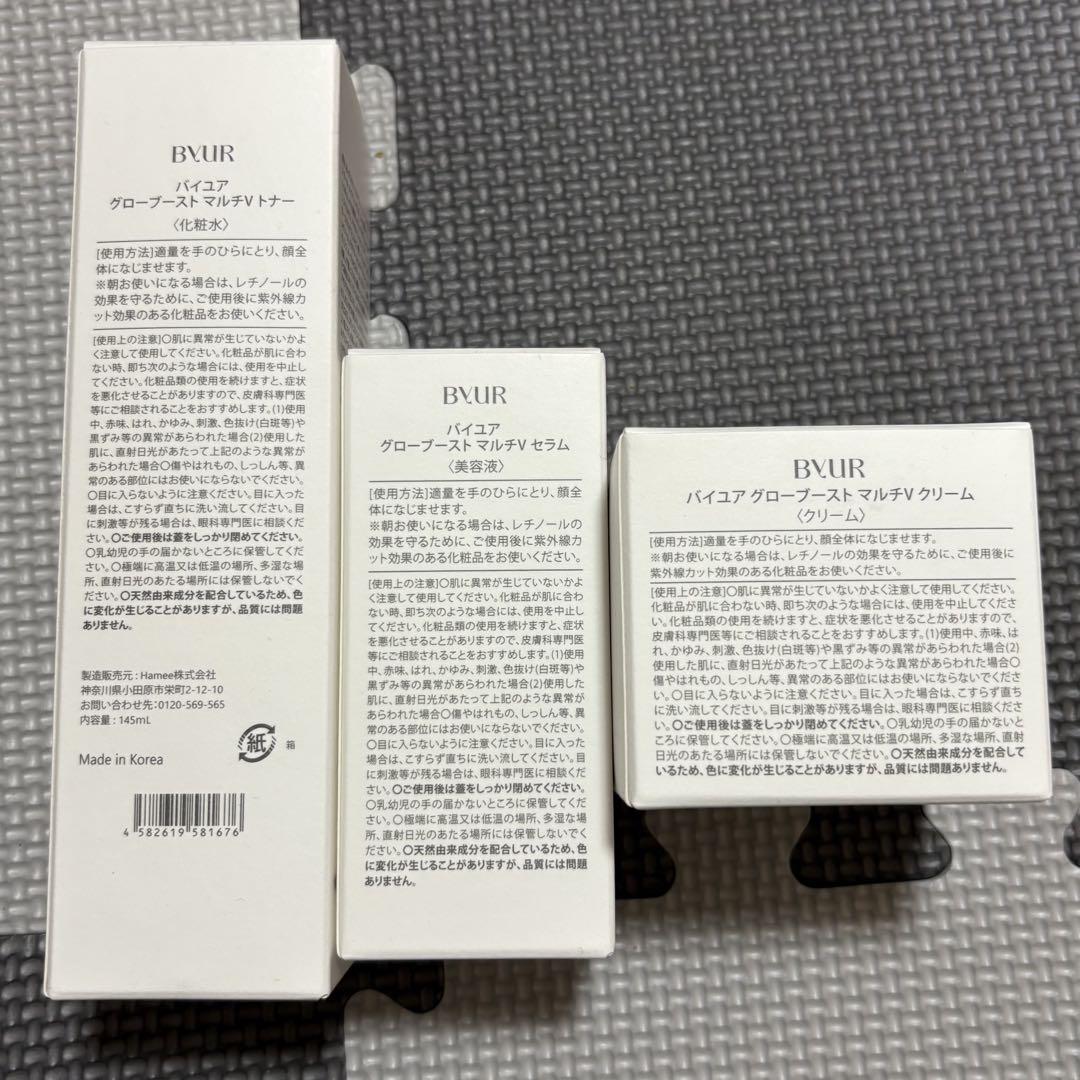 BYUR
バイユア
グローブースト マルチV トナー
〈化粧水〉
[使用方法]適量を手のひらにとり、顔全
体になじませます。
※朝お使いになる場合は、レチノールの
効果を守るために、ご使用後に紫外線カ
ット効果のある化粧品をお使いください。
[使用上の注意]〇肌に異常が生じていないかよ
く注意して使用してください。化粧品が肌に合わ
ない時、即ち次のような場合には、使用を中止し
てください。化粧品類の使用を続けますと、症状
を悪化させることがありますので、皮膚科専門医
等にご相談されることをおすすめします。(1)使用
中、赤味、はれ、かゆみ、刺激、色抜け(白斑等)や
黒ずみ等の異常があらわれた場合(2)使用した
肌に、直射日光があたって上記のような異常が
あらわれた場合〇傷やはれもの、しっしん等、異
常のある部位にはお使いにならないでください。
〇目に入らないように注意ください。目に入った
場合は、こすらず直ちに洗い流してください。目
に刺激等が残る場合は、眼科専門医に相談くだ
さい。〇ご使用後は蓋をしっかり閉めてください。
〇乳幼児の手の届かないところに保管してくだ
さい。〇極端に高温又は低温の場所、多湿な場
所、直射日光のあたる場所には保管しないでく
ださい。〇天然由来成分を配合しているため、色
に変化が生じることがありますが、品質には問題
ありません。
製造販売元 : Hamee株式会社
神奈川県小田原市栄町2-12-10
お問い合わせ先 : 0120-569-565
内容量 : 145mL
紙 箱
Made in Korea
4 582619 581676
BYUR
バイユア
グローブースト マルチV セラム
〈美容液〉
[使用方法]適量を手のひらにとり、顔全
体になじませます。
※朝お使いになる場合は、レチノールの
効果を守るために、ご使用後に紫外線カ
ット効果のある化粧品をお使いください。
[使用上の注意]〇肌に異常が生じていないかよ
く注意して使用してください。化粧品が肌に合わ
ない時、即ち次のような場合には、使用を中止し
てください。化粧品類の使用を続けますと、症状
を悪化させることがありますので、皮膚科専門医
等にご相談されることをおすすめします。(1)使用
中、赤味、はれ、かゆみ、刺激、色抜け(白斑等)や
黒ずみ等の異常があらわれた場合(2)使用した
肌に、直射日光があたって上記のような異常が
あらわれた場合〇傷やはれもの、しっしん等、異
常のある部位にはお使いにならないでください。
〇目に入らないように注意ください。目に入った
場合は、こすらず直ちに洗い流してください。目
に刺激等が残る場合は、眼科専門医に相談くだ
さい。〇ご使用後は蓋をしっかり閉めてください。
〇乳幼児の手の届かないところに保管してくだ
さい。〇極端に高温又は低温の場所、多湿な場
所、直射日光のあたる場所には保管しないでく
ださい。〇天然由来成分を配合しているため、色
に変化が生じることがありますが、品質には問題
ありません。
BYUR
バイユア グローブースト マルチV クリーム
〈クリーム〉
[使用方法]適量を手のひらにとり、顔全体になじませます。
※朝お使いになる場合は、レチノールの効果を守るために、ご使用後に
紫外線カット効果のある化粧品をお使いください。
[使用上の注意]〇肌に異常が生じていないかよく注意して使用してください。
化粧品が肌に合わない時、即ち次のような場合には、使用を中止してくださ
い。化粧品類の使用を続けますと、症状を悪化させることがありますので、
皮膚科専門医等にご相談されることをおすすめします。(1)使用中、赤味、は
れ、かゆみ、刺激、色抜け(白斑等)や黒ずみ等の異常があらわれた場合(2)
使用した肌に、直射日光があたって上記のような異常があらわれた場合〇
傷やはれもの、しっしん等、異常のある部位にはお使いにならないでくださ
い。〇目に入らないように注意ください。目に入った場合は、こすらず直ち
に洗い流してください。目に刺激等が残る場合は、眼科専門医に相談くださ
い。〇ご使用後は蓋をしっかり閉めてください。〇乳幼児の手の届かないと
ころに保管してください。〇極端に高温又は低温の場所、多湿な場所、直射
日光のあたる場所には保管しないでください。〇天然由来成分を配合して
いるため、色に変化が生じることがありますが、品質には問題ありません。